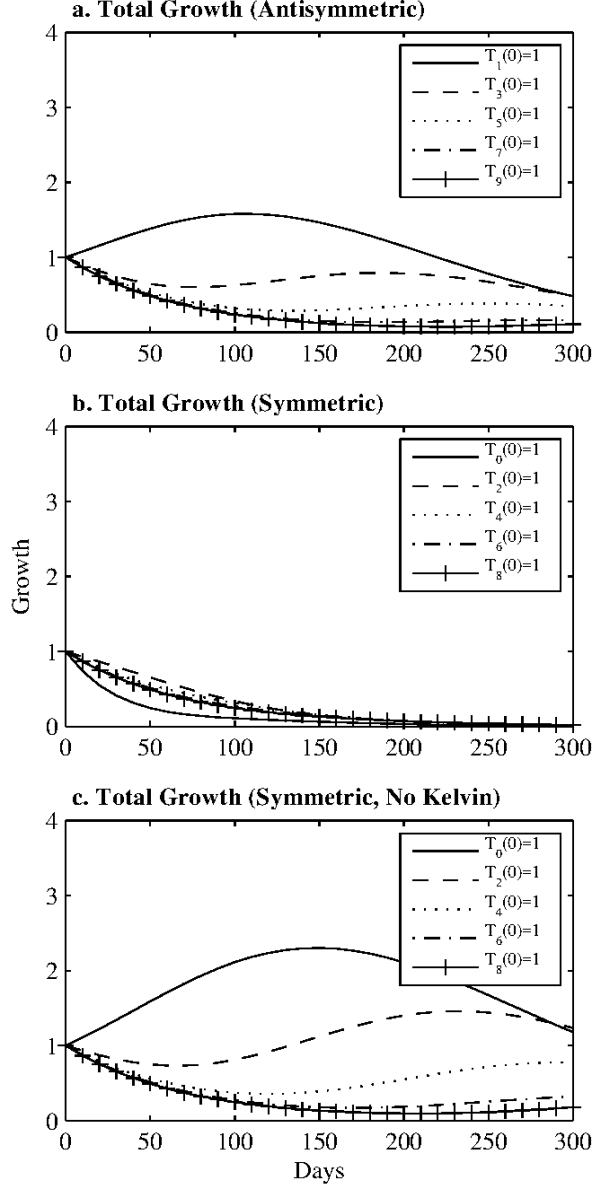 a. Total Growth (Antisymmetric)
4
3
2
1
0
T1(0)=1
T3(0)=1
T5(0)=1
T7(0)=1
T9(0)=1
0 50 100 150 200 250 300
b. Total Growth (Symmetric)
4
3
2
1
0
Growth
T0(0)=1
T2(0)=1
T4(0)=1
T6(0)=1
T8(0)=1
0 50 100 150 200 250 300
c. Total Growth (Symmetric, No Kelvin)
4
3
2
1
0
T0(0)=1
T2(0)=1
T4(0)=1
T6(0)=1
T8(0)=1
0 50 100 150 200 250 300
Days